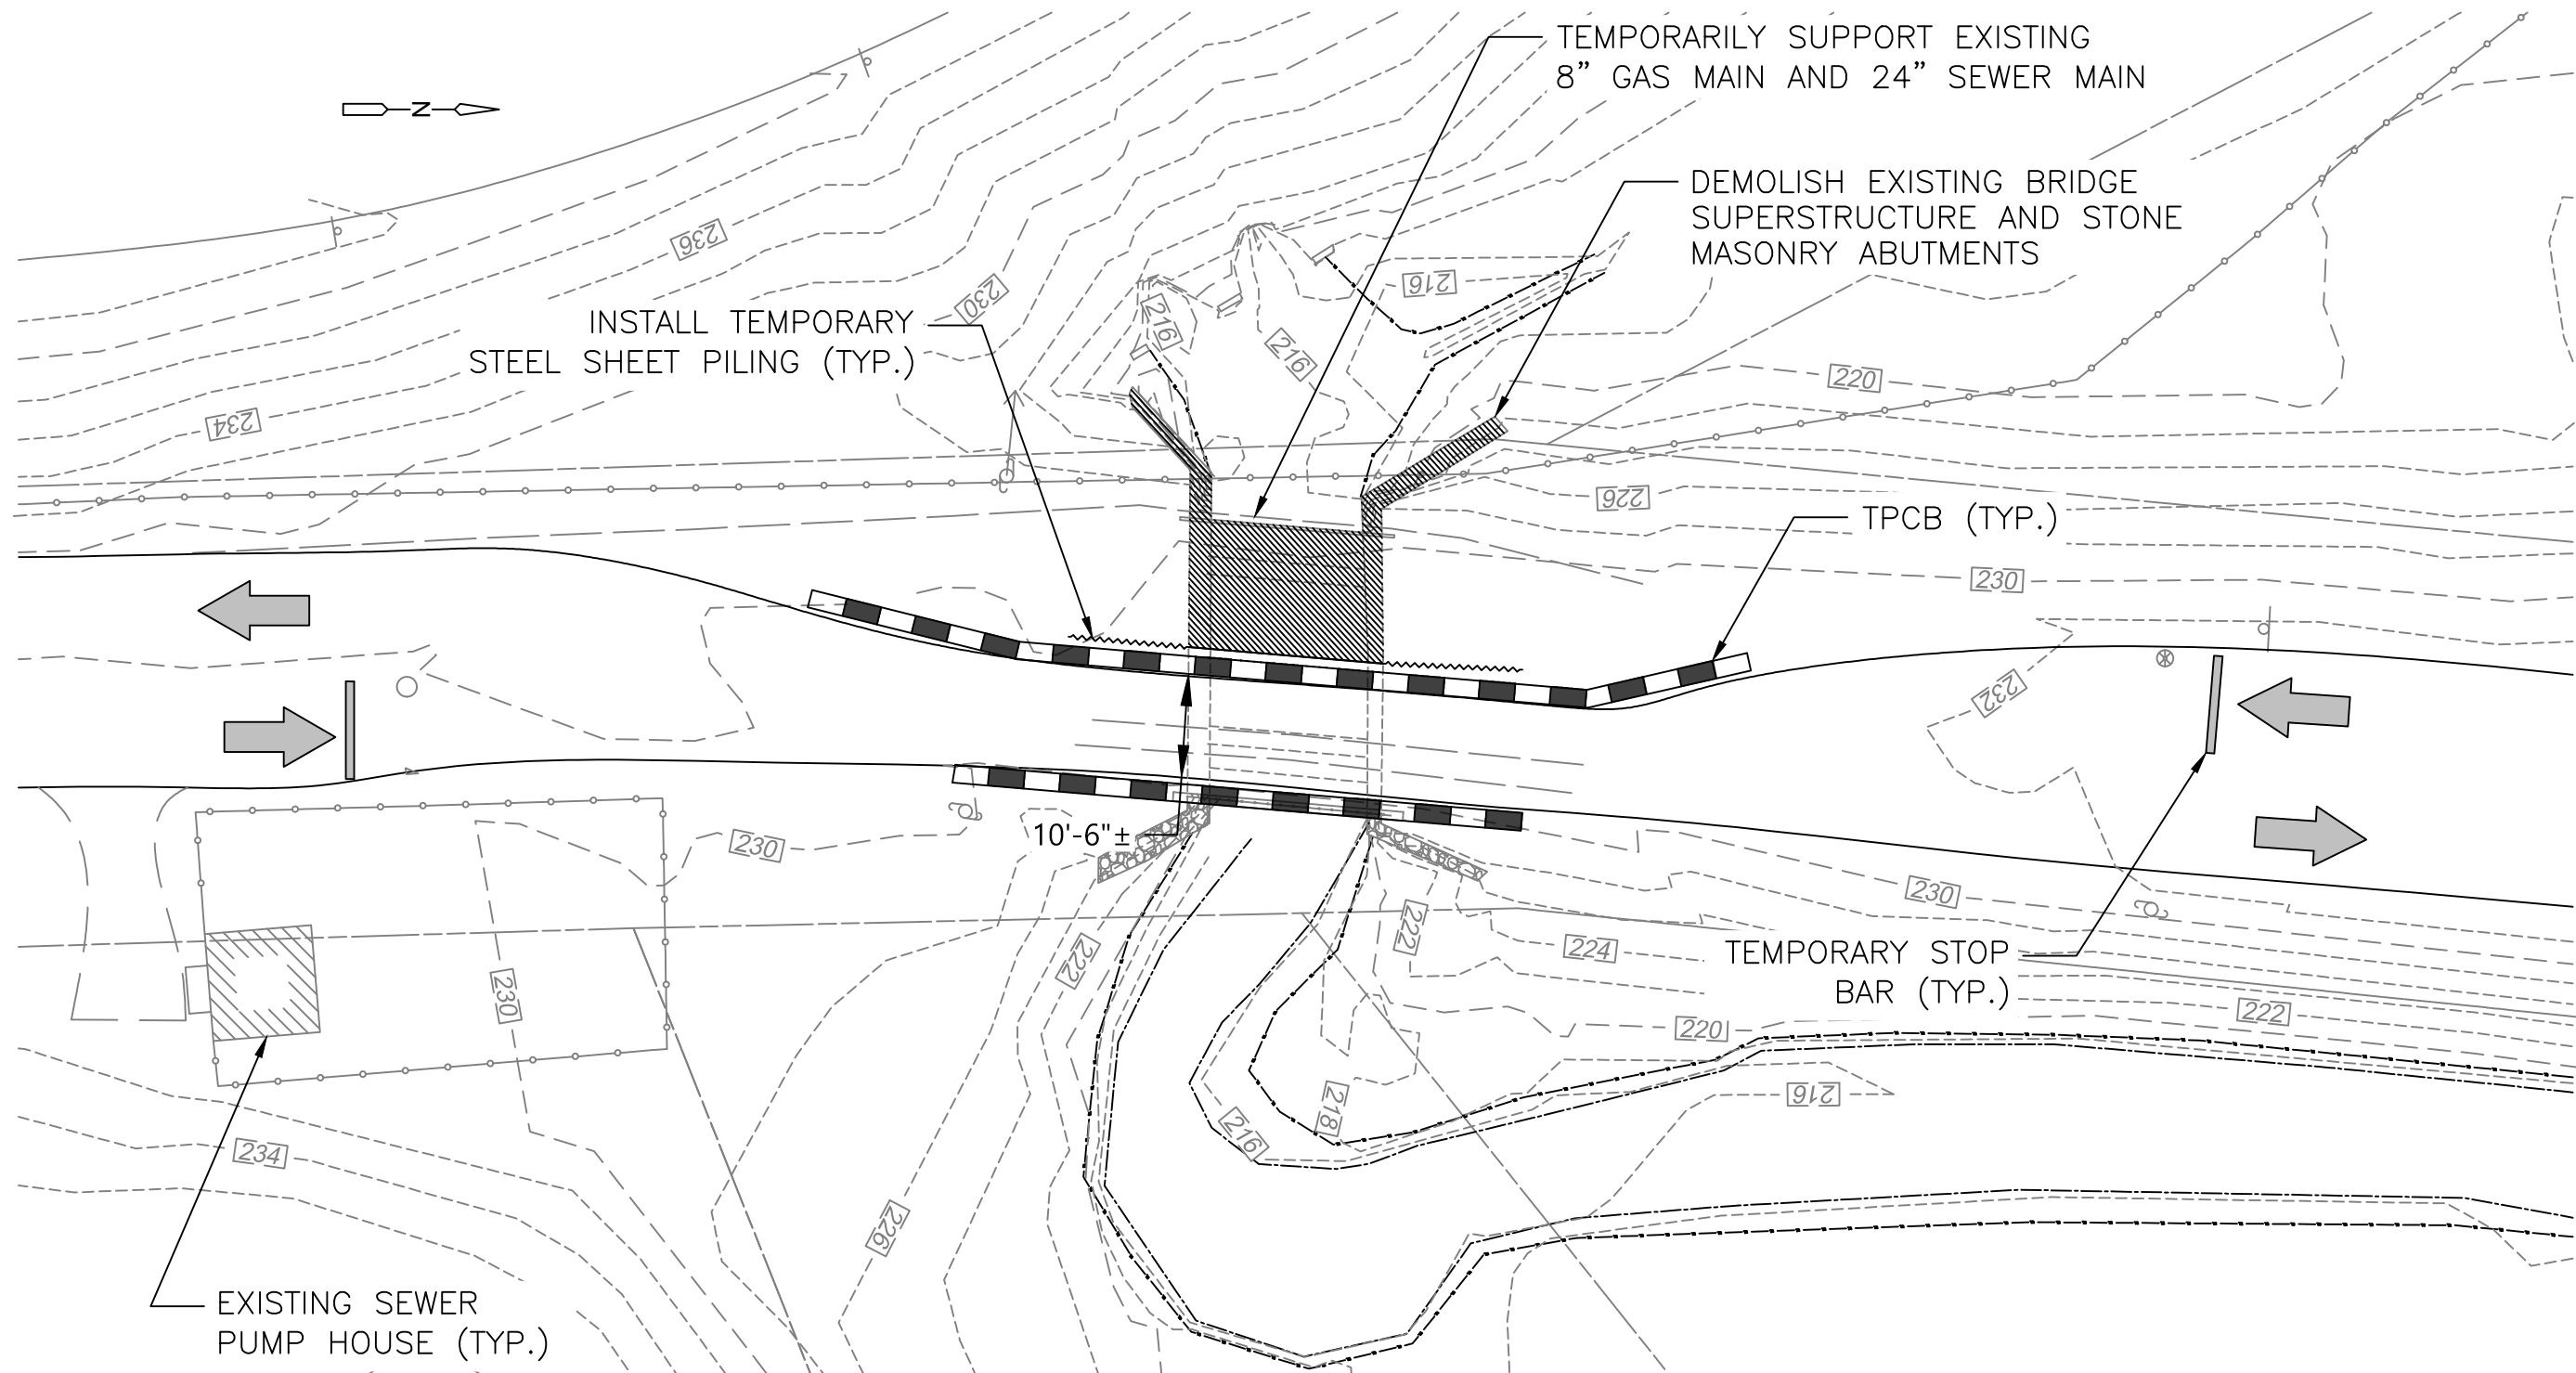 TEMPORARILY SUPPORT EXISTING
8” GAS MAIN AND 24” SEWER MAIN
N
DEMOLISH EXISTING BRIDGE
SUPERSTRUCTURE AND STONE
MASONRY ABUTMENTS
236
230
216
216
216
INSTALL TEMPORARY
STEEL SHEET PILING (TYP.)
220
234
226
TPCB (TYP.)
230
232
10'-6"±
230
230
222
224
222
TEMPORARY STOP
BAR (TYP.)
230
222
220
216
218
216
234
226
EXISTING SEWER
PUMP HOUSE (TYP.)